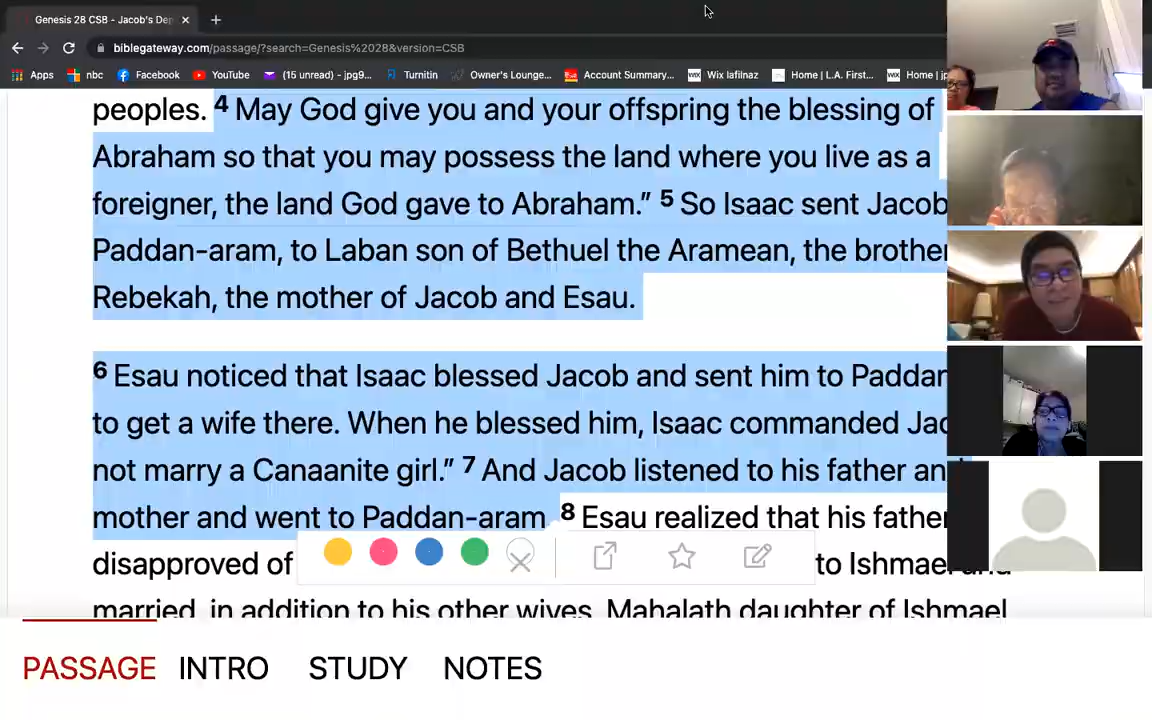 Genesis 28 CSB - Jacob's Dep
biblegateway.com/passage/?search=Genesis%2028&version=CSB
Apps nbc Facebook YouTube (15 unread) - jpg9... Turnitin Owner's Lounge... Account Summary... Wix lafilnaz Home | L.A. First... Home | jp
peoples. 4 May God give you and your offspring the blessing of
Abraham so that you may possess the land where you live as a
foreigner, the land God gave to Abraham.” 5 So Isaac sent Jacob
Paddan-aram, to Laban son of Bethuel the Aramean, the brother
Rebekah, the mother of Jacob and Esau.
6 Esau noticed that Isaac blessed Jacob and sent him to Paddan
to get a wife there. When he blessed him, Isaac commanded Jac
not marry a Canaanite girl.” 7 And Jacob listened to his father and
mother and went to Paddan-aram 8 Esau realized that his father
disapproved of to Ishmael and
married, in addition to his other wives, Mahalath daughter of Ishmael
PASSAGE INTRO STUDY NOTES